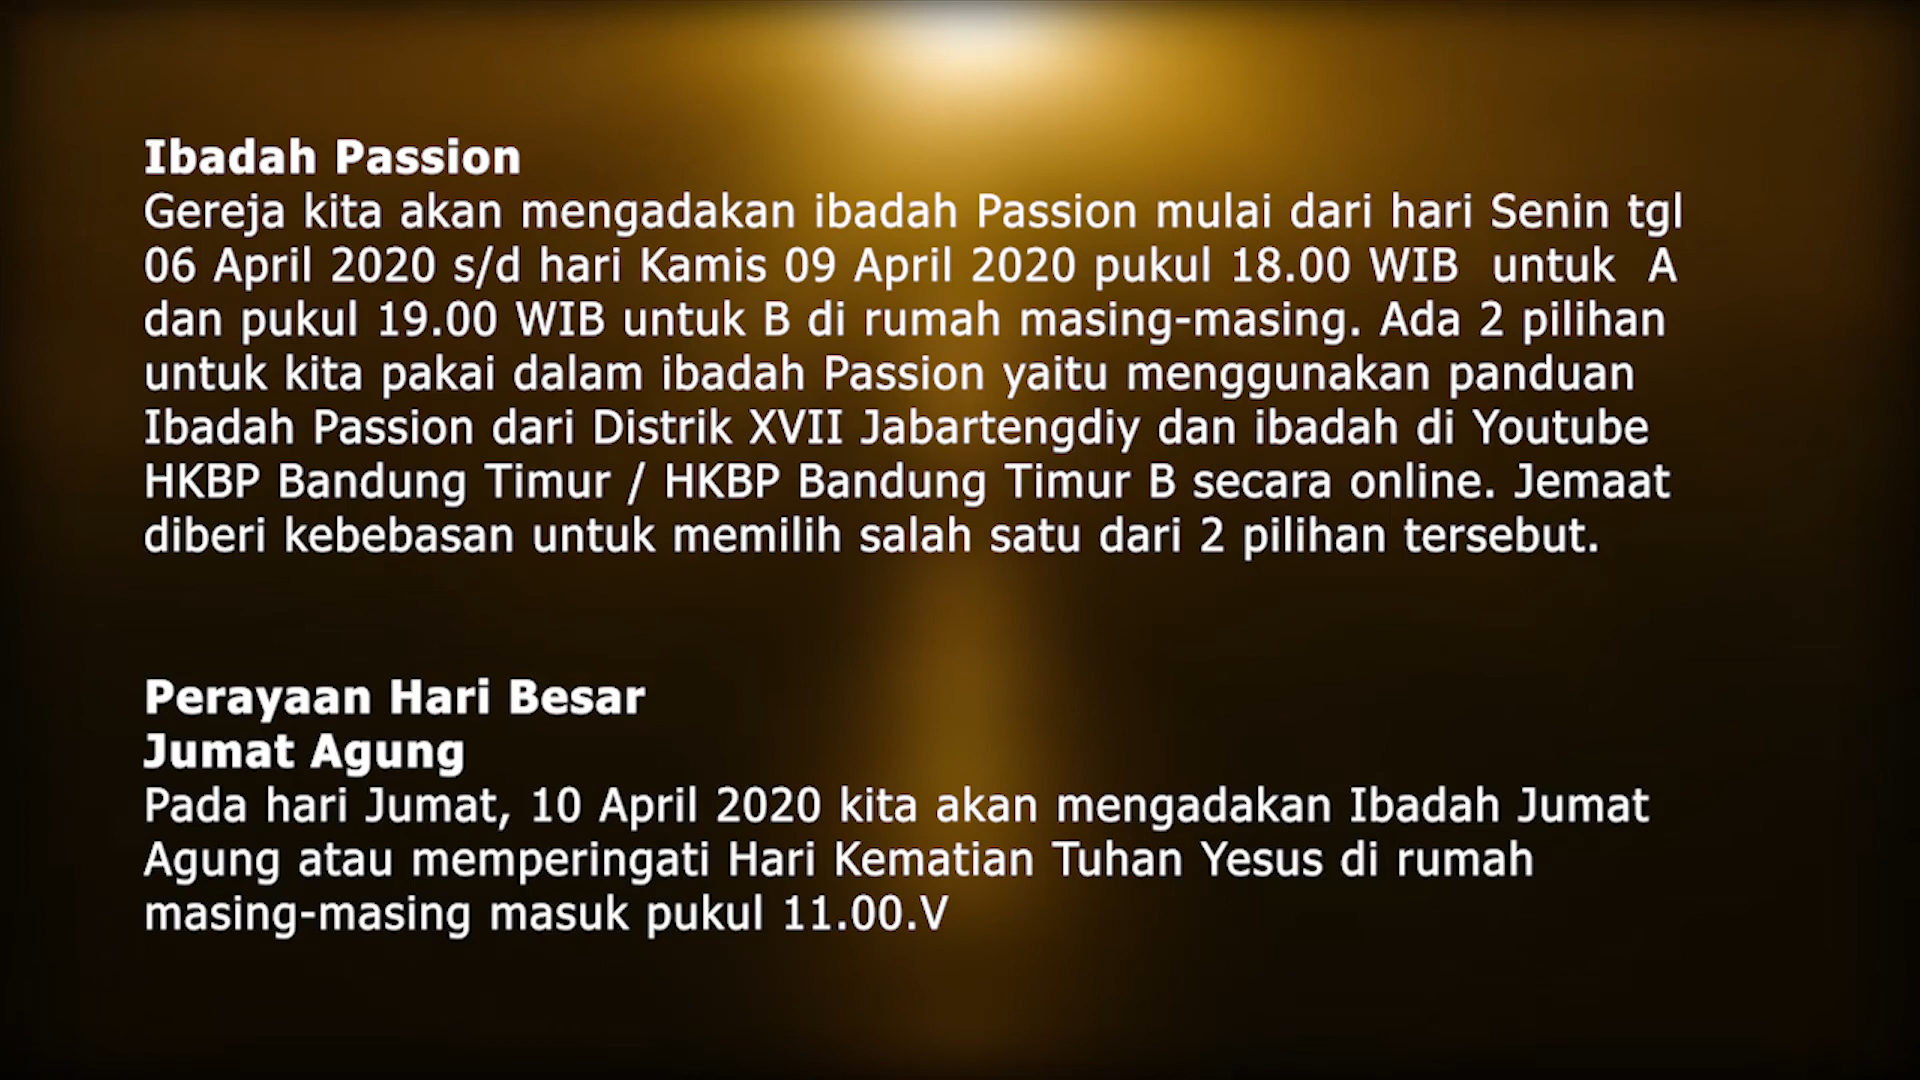 Ibadah Passion
Gereja kita akan mengadakan ibadah Passion mulai dari hari Senin tgl
06 April 2020 s/d hari Kamis 09 April 2020 pukul 18.00 WIB  untuk  A
dan pukul 19.00 WIB untuk B di rumah masing-masing. Ada 2 pilihan
untuk kita pakai dalam ibadah Passion yaitu menggunakan panduan
Ibadah Passion dari Distrik XVII Jabartengdiy dan ibadah di Youtube
HKBP Bandung Timur / HKBP Bandung Timur B secara online. Jemaat
diberi kebebasan untuk memilih salah satu dari 2 pilihan tersebut.
Perayaan Hari Besar
Jumat Agung
Pada hari Jumat, 10 April 2020 kita akan mengadakan Ibadah Jumat
Agung atau memperingati Hari Kematian Tuhan Yesus di rumah
masing-masing masuk pukul 11.00.V